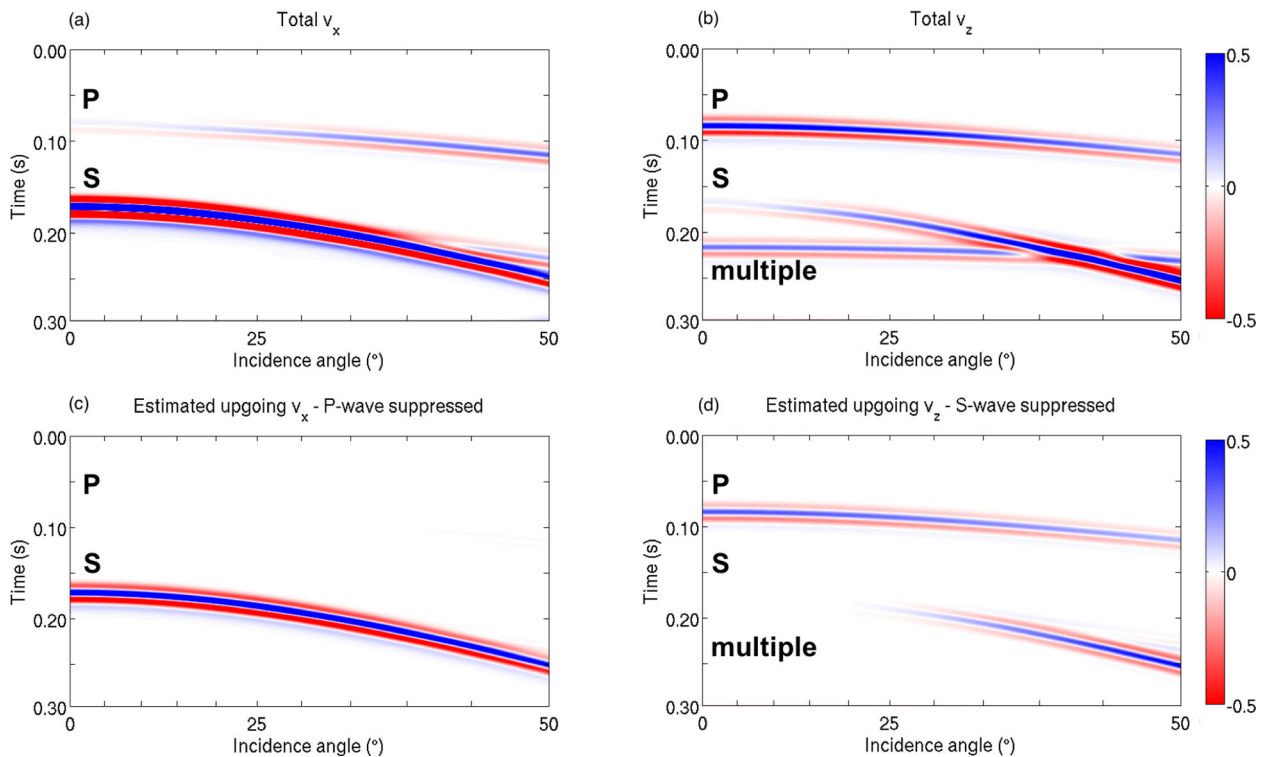 (a) Total v_x
0.00
0.10
0.20
0.30
Time (s)
P
S
0 25 50
Incidence angle (°)
(b) Total v_z
0.00
0.10
0.20
0.30
Time (s)
P
S
multiple
0 25 50
Incidence angle (°)
0.5
0
-0.5
(c) Estimated upgoing v_x - P-wave suppressed
0.00
0.10
0.20
0.30
Time (s)
P
S
0 25 50
Incidence angle (°)
(d) Estimated upgoing v_z - S-wave suppressed
0.00
0.10
0.20
0.30
Time (s)
P
S
multiple
0 25 50
Incidence angle (°)
0.5
0
-0.5